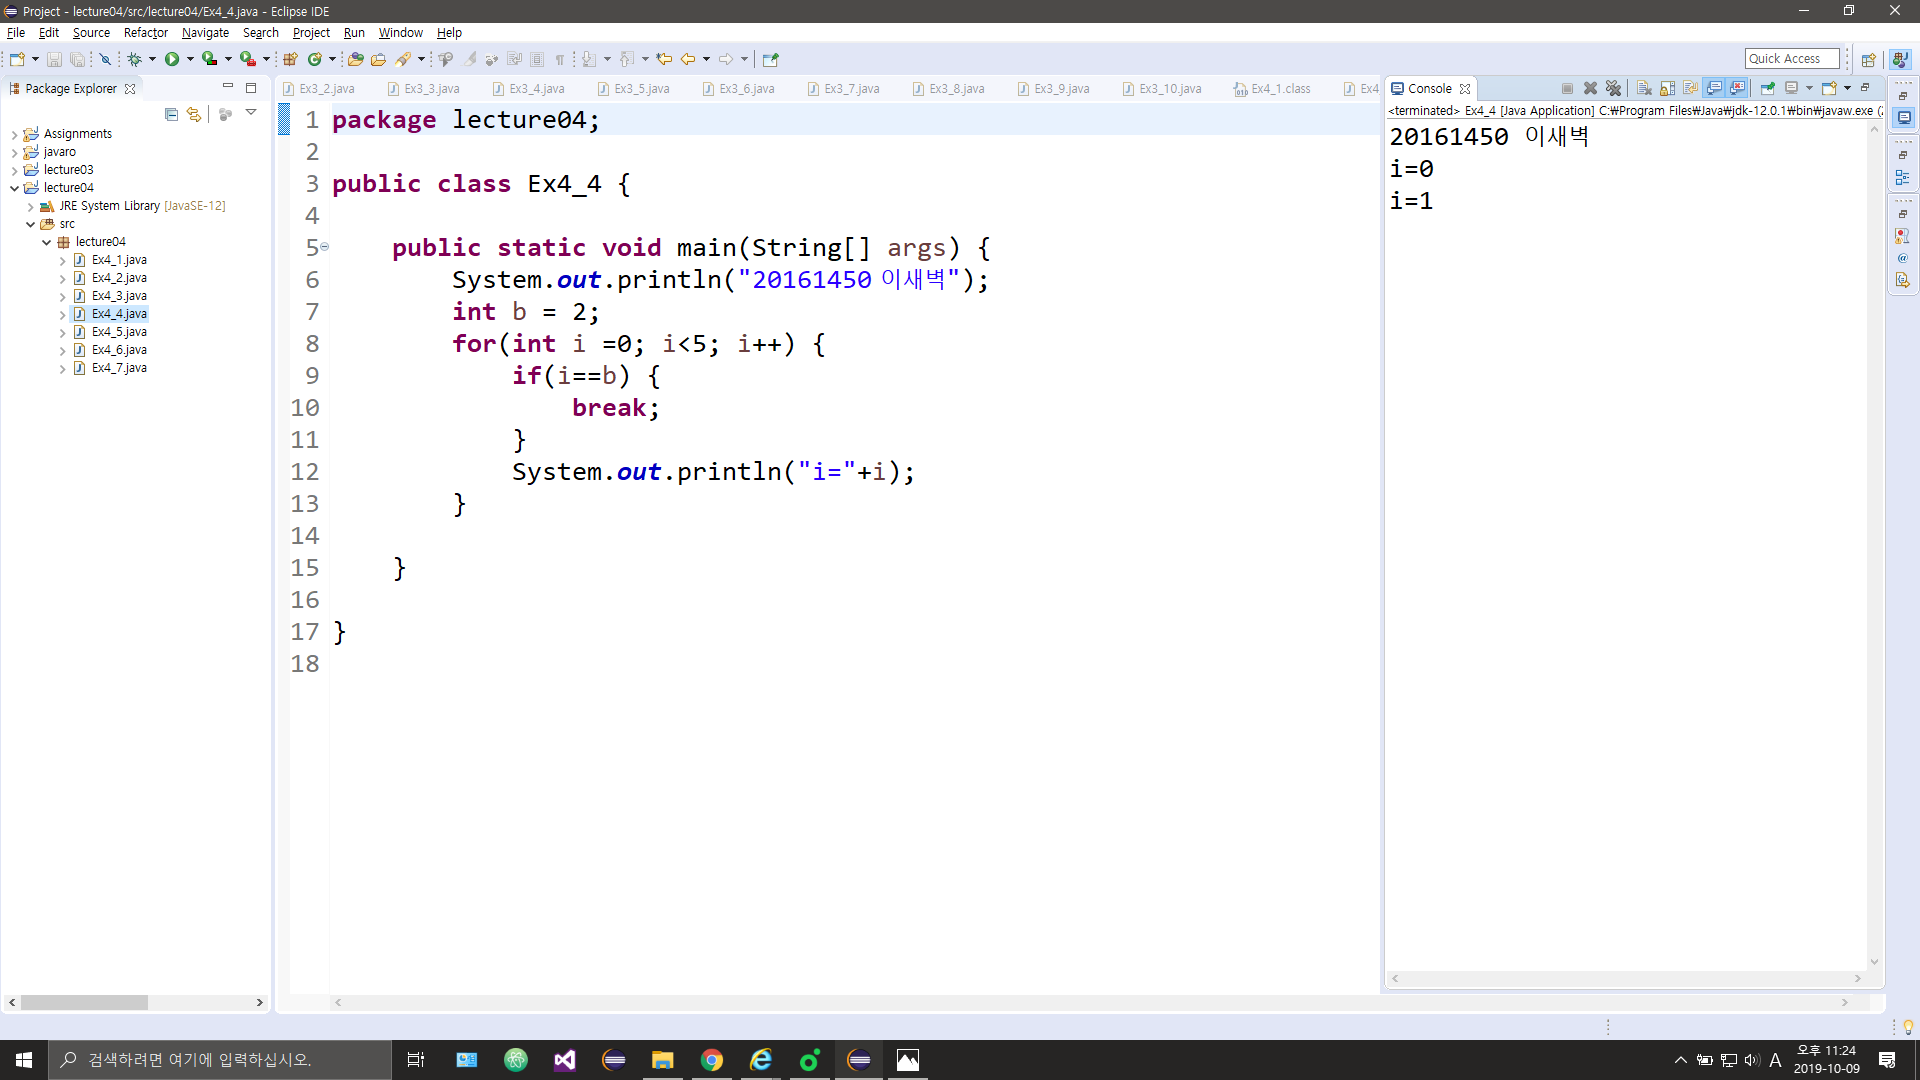 Project - lecture04/src/lecture04/Ex4_4.java - Eclipse IDE
File Edit Source Refactor Navigate Search Project Run Window Help
Quick Access
Package Explorer
Assignments
javaro
lecture03
lecture04
JRE System Library [JavaSE-12]
src
lecture04
Ex4_1.java
Ex4_2.java
Ex4_3.java
Ex4_4.java
Ex4_5.java
Ex4_6.java
Ex4_7.java
Ex3_2.java Ex3_3.java Ex3_4.java Ex3_5.java Ex3_6.java Ex3_7.java Ex3_8.java Ex3_9.java Ex3_10.java Ex4_1.class Ex4
1 package lecture04;
2
3 public class Ex4_4 {
4
5 public static void main(String[] args) {
6 System.out.println("20161450 이새벽");
7 int b = 2;
8 for(int i =0; i<5; i++) {
9 if(i==b) {
10 break;
11 }
12 System.out.println("i="+i);
13 }
14
15 }
16
17 }
18
Console
<terminated> Ex4_4 [Java Application] C:₩Program Files₩Java₩jdk-12.0.1₩bin₩javaw.exe
20161450 이새벽
i=0
i=1
검색하려면 여기에 입력하십시오.
A
오후 11:24
2019-10-09